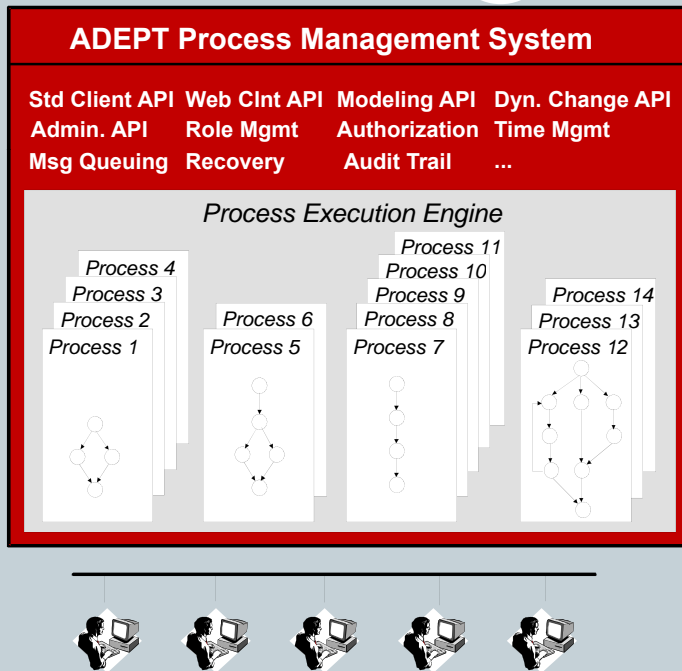 ADEPT Process Management System
Std Client API Web Clnt API Modeling API Dyn. Change API
Admin. API Role Mgmt Authorization Time Mgmt
Msg Queuing Recovery Audit Trail ...
Process Execution Engine
Process 4
Process 3
Process 2
Process 1
Process 6
Process 5
Process 11
Process 10
Process 9
Process 8
Process 7
Process 14
Process 13
Process 12